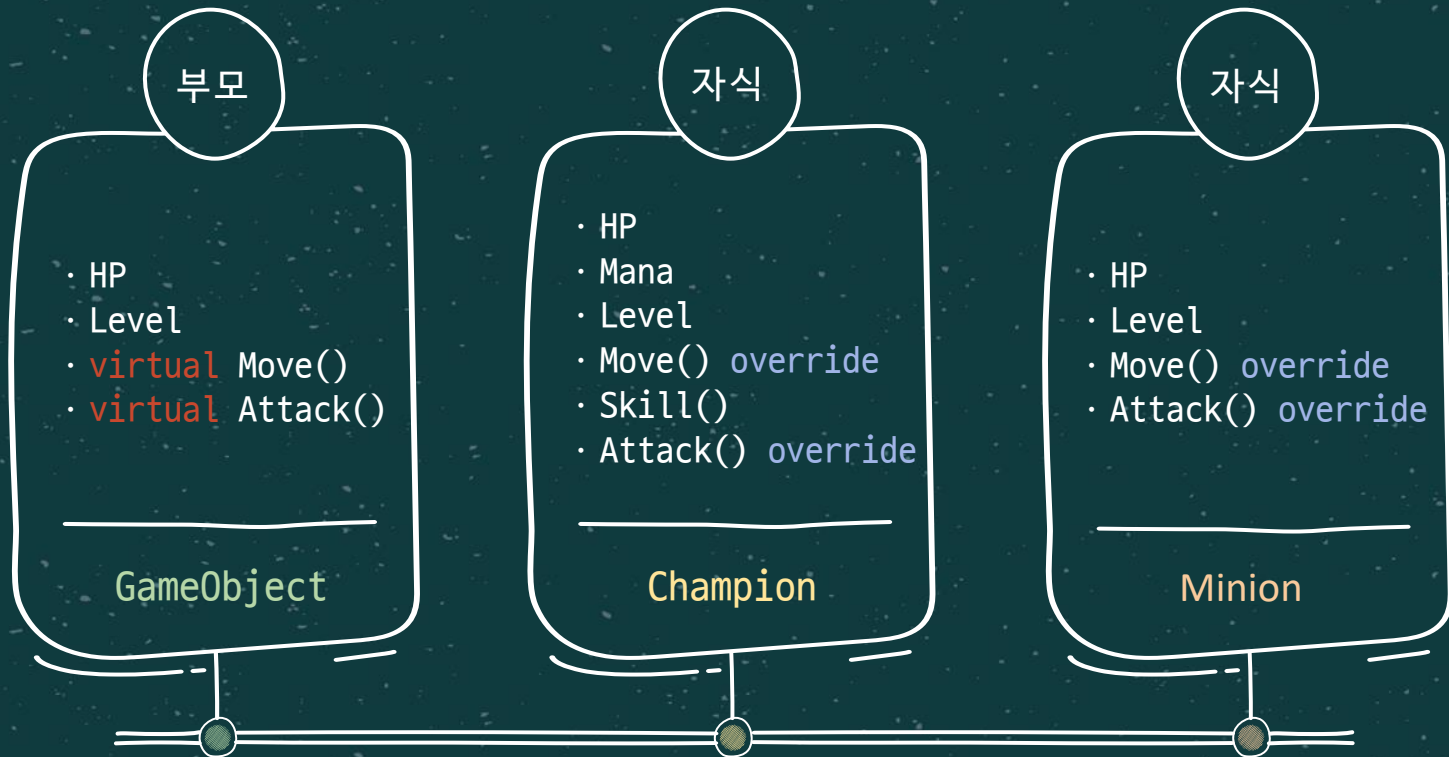 부모
· HP
· Level
· virtual Move()
· virtual Attack()
GameObject
자식
· HP
· Mana
· Level
· Move() override
· Skill()
· Attack() override
Champion
자식
· HP
· Level
· Move() override
· Attack() override
Minion